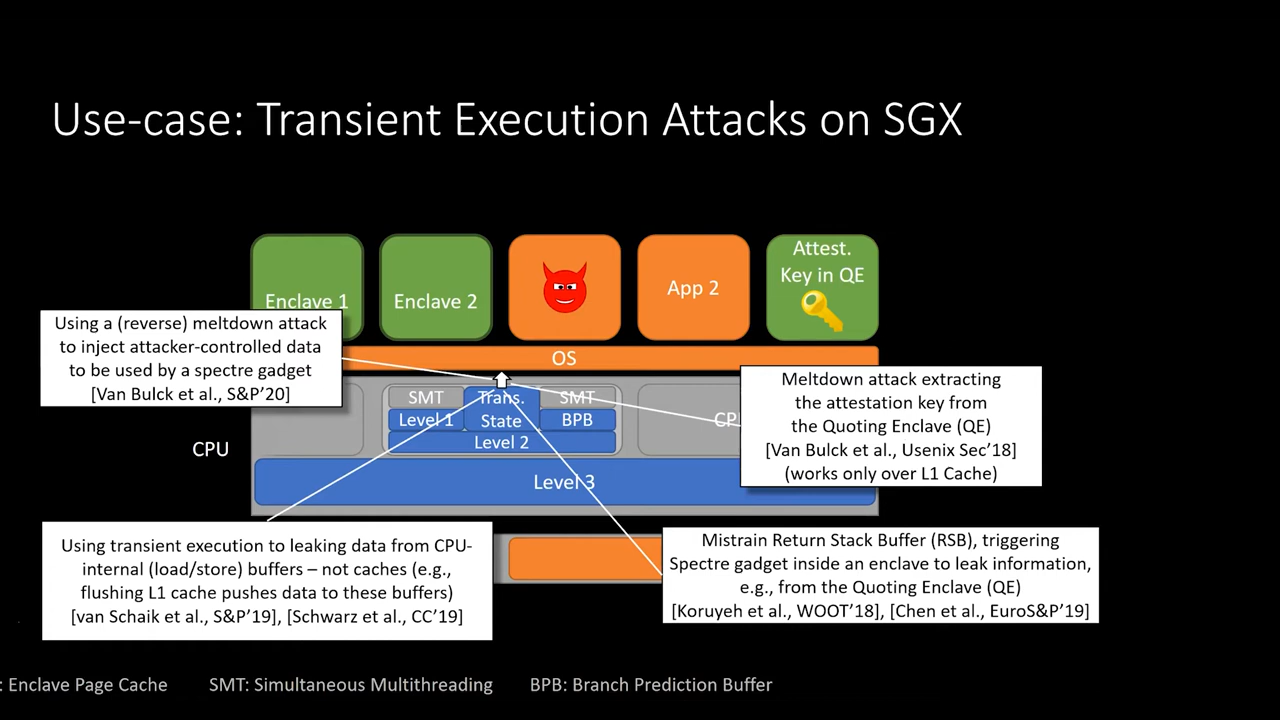 Use-case: Transient Execution Attacks on SGX
Enclave 1
Enclave 2
App 2
Attest.
Key in QE
Using a (reverse) meltdown attack
to inject attacker-controlled data
to be used by a spectre gadget
[Van Bulck et al., S&P'20]
OS
Meltdown attack extracting
the attestation key from
the Quoting Enclave (QE)
[Van Bulck et al., Usenix Sec'18]
(works only over L1 Cache)
CPU
SMT
Trans.
State
SMT
Level 1
BPB
Level 2
Level 3
Using transient execution to leaking data from CPU-
internal (load/store) buffers – not caches (e.g.,
flushing L1 cache pushes data to these buffers)
[van Schaik et al., S&P'19], [Schwarz et al., CC'19]
Mistrain Return Stack Buffer (RSB), triggering
Spectre gadget inside an enclave to leak information,
e.g., from the Quoting Enclave (QE)
[Koruyeh et al., WOOT'18], [Chen et al., EuroS&P'19]
: Enclave Page Cache SMT: Simultaneous Multithreading BPB: Branch Prediction Buffer